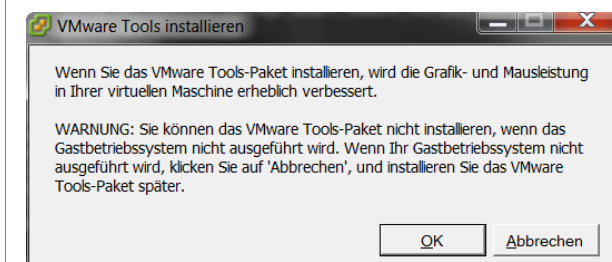 VMware Tools installieren
Wenn Sie das VMware Tools-Paket installieren, wird die Grafik- und Mausleistung
in Ihrer virtuellen Maschine erheblich verbessert.
WARNUNG: Sie können das VMware Tools-Paket nicht installieren, wenn das
Gastbetriebssystem nicht ausgeführt wird. Wenn Ihr Gastbetriebssystem nicht
ausgeführt wird, klicken Sie auf 'Abbrechen', und installieren Sie das VMware
Tools-Paket später.
OK Abbrechen